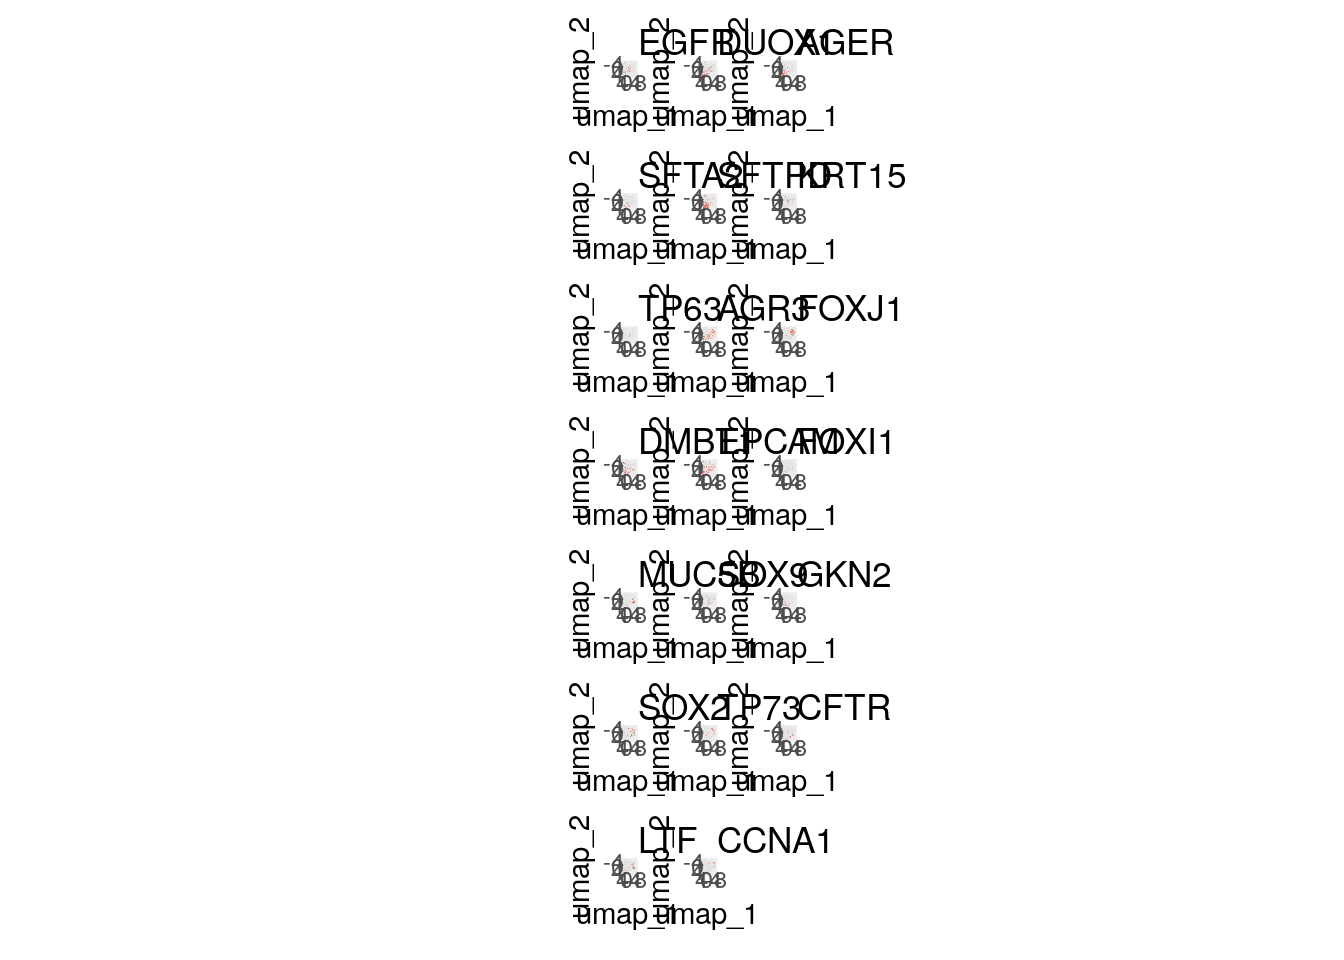 EGFR DUOX1 AGER
umap_2 umap_2 umap_2
umap_1 umap_1 umap_1
SFTA2 SFTPD KRT15
umap_2 umap_2 umap_2
umap_1 umap_1 umap_1
TP63 AGR3 FOXJ1
umap_2 umap_2 umap_2
umap_1 umap_1 umap_1
DMBT1 EPCAM FOXI1
umap_2 umap_2 umap_2
umap_1 umap_1 umap_1
MUC5B SOX9 GKN2
umap_2 umap_2 umap_2
umap_1 umap_1 umap_1
SOX2 TP73 CFTR
umap_2 umap_2 umap_2
umap_1 umap_1 umap_1
LTF CCNA1
umap_2 umap_2
umap_1 umap_1